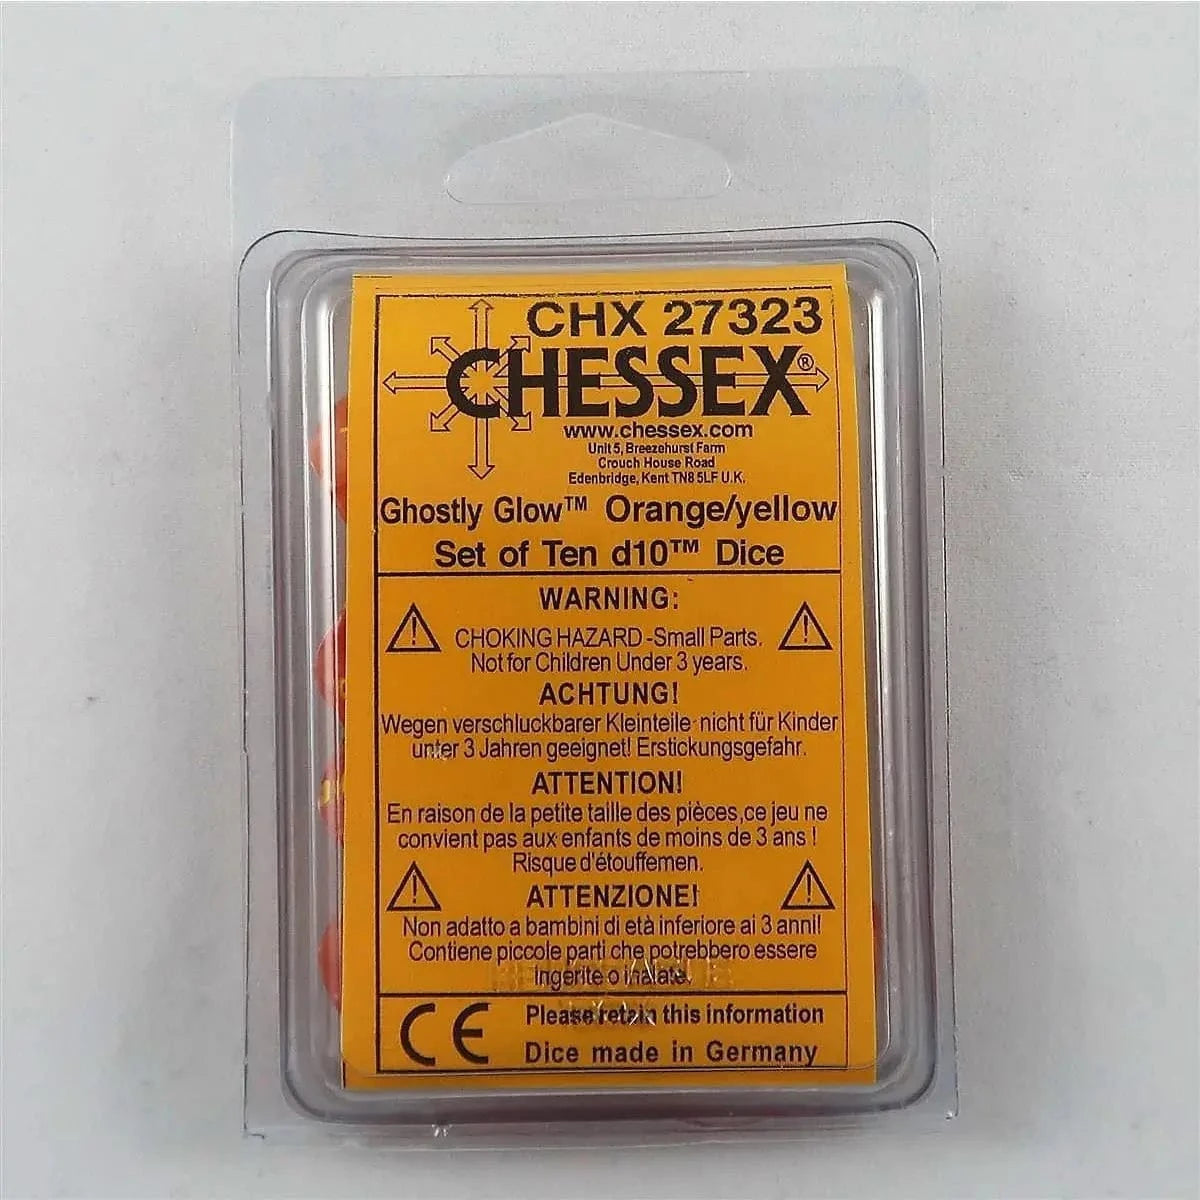 CHX 27323
CHESSEX®
www.chessex.com
Unit 5, Breezehurst Farm
Crouch House Road
Edenbridge, Kent TN8 5LF U.K.
Ghostly Glow™ Orange/yellow
Set of Ten d10™ Dice
WARNING:
CHOKING HAZARD -Small Parts.
Not for Children Under 3 years.
ACHTUNG!
Wegen verschluckbarer Kleinteile nicht für Kinder
unter 3 Jahren geeignet! Erstickungsgefahr.
ATTENTION!
En raison de la petite taille des pièces,ce jeu ne
convient pas aux enfants de moins de 3 ans !
Risque d'étouffemen.
ATTENZIONE!
Non adatto a bambini di età inferiore ai 3 anni!
Contiene piccole parti che potrebbero essere
ingerite o inalate.
CE
Please retain this information
Dice made in Germany